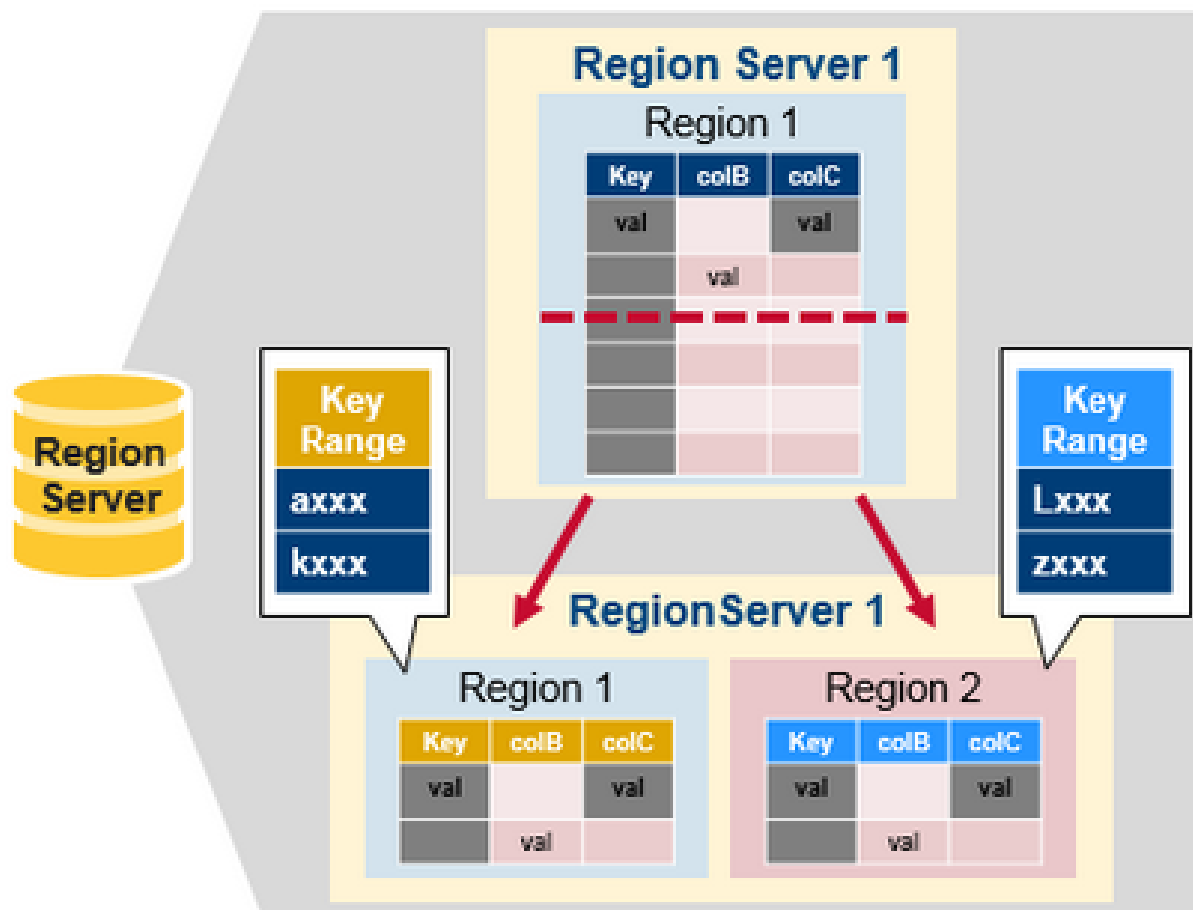 Region Server 1
Region 1
Key colB colC
val val
val
Region
Server
Key
Range
axxx
kxxx
Key
Range
Lxxx
zxxx
RegionServer 1
Region 1
Key colB colC
val val
val
Region 2
Key colB colC
val val
val